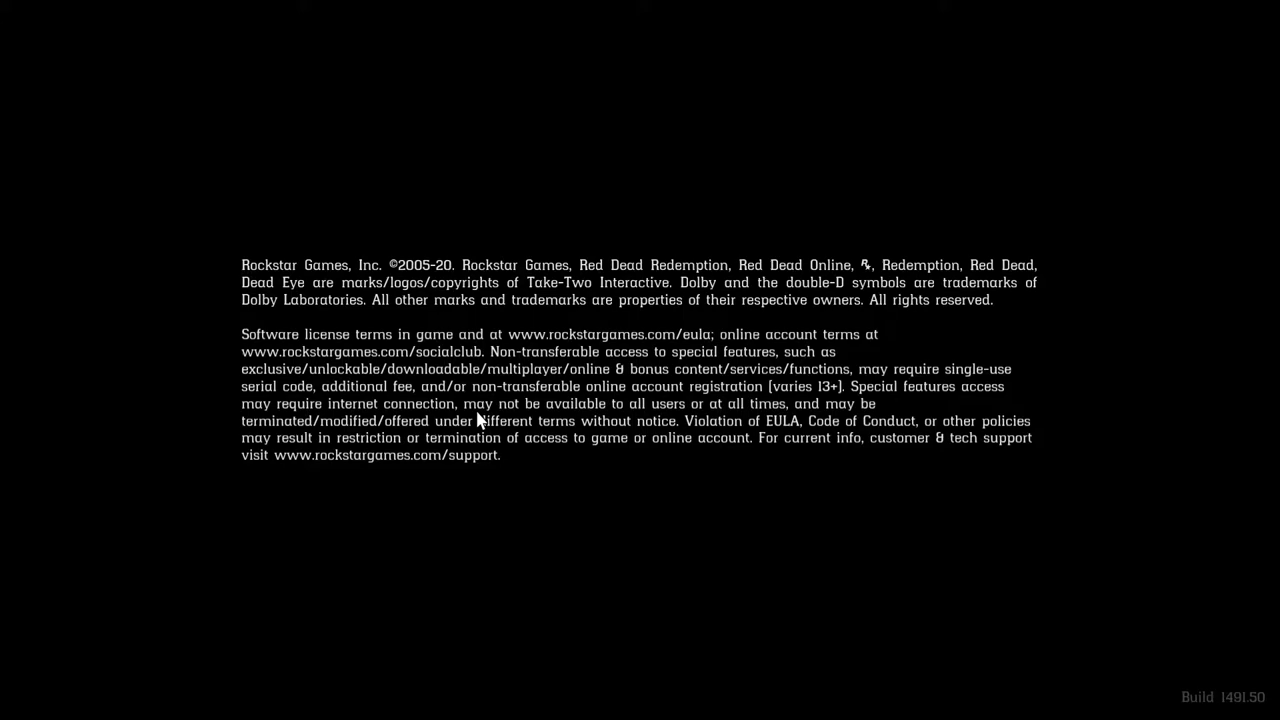 Rockstar Games, Inc. ©2005-20. Rockstar Games, Red Dead Redemption, Red Dead Online, R*, Redemption, Red Dead,
Dead Eye are marks/logos/copyrights of Take-Two Interactive. Dolby and the double-D symbols are trademarks of
Dolby Laboratories. All other marks and trademarks are properties of their respective owners. All rights reserved.
Software license terms in game and at www.rockstargames.com/eula; online account terms at
www.rockstargames.com/socialclub. Non-transferable access to special features, such as
exclusive/unlockable/downloadable/multiplayer/online & bonus content/services/functions, may require single-use
serial code, additional fee, and/or non-transferable online account registration (varies 13+). Special features access
may require internet connection, may not be available to all users or at all times, and may be
terminated/modified/offered under different terms without notice. Violation of EULA, Code of Conduct, or other policies
may result in restriction or termination of access to game or online account. For current info, customer & tech support
visit www.rockstargames.com/support.
Build 1491.50